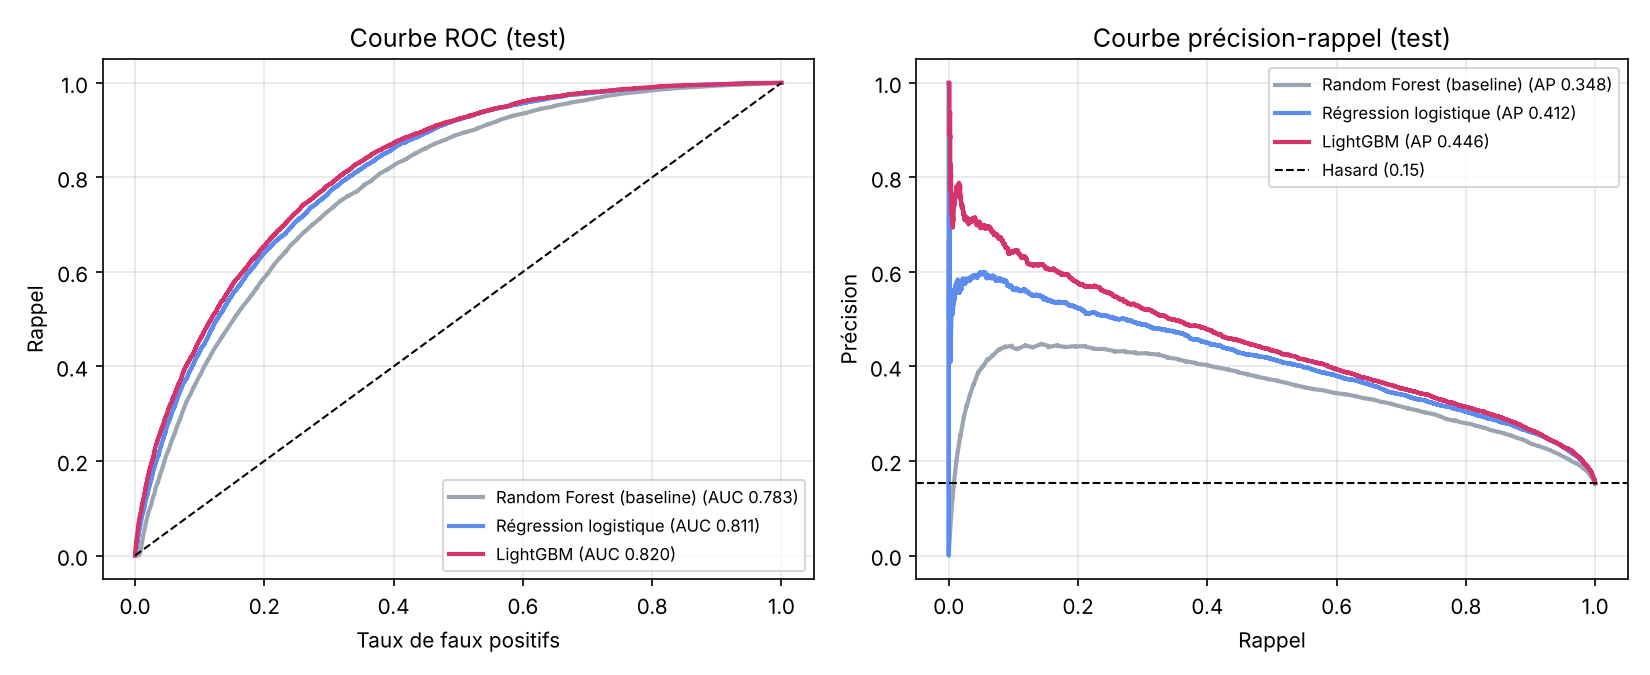 Courbe ROC (test)
1.0
0.8
0.6
0.4
0.2
0.0
Rappel
0.0 0.2 0.4 0.6 0.8 1.0
Taux de faux positifs
Random Forest (baseline) (AUC 0.783)
Régression logistique (AUC 0.811)
LightGBM (AUC 0.820)
Courbe précision-rappel (test)
1.0
0.8
0.6
0.4
0.2
0.0
Précision
0.0 0.2 0.4 0.6 0.8 1.0
Rappel
Random Forest (baseline) (AP 0.348)
Régression logistique (AP 0.412)
LightGBM (AP 0.446)
Hasard (0.15)